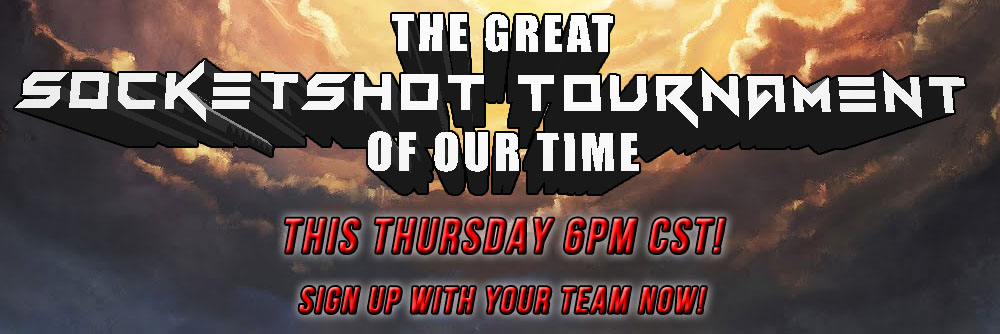 THE GREAT
SOCKETSHOT TOURNAMENT
OF OUR TIME
THIS THURSDAY 6PM CST!
SIGN UP WITH YOUR TEAM NOW!